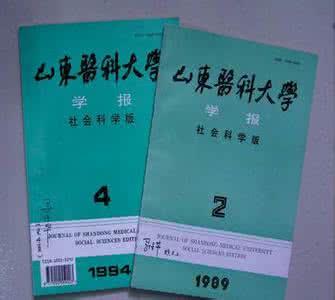 山東醫科大學
学报
社会科学版
4
JOURNAL OF SHANDONG MEDICAL
SOCIAL SCIENCES EDITION
1994
山東醫科大學
学报
社会科学版
2
JOURNAL OF SHANDONG MEDICAL UNIVERSITY
SOCIAL SCIENCES EDITION
1989